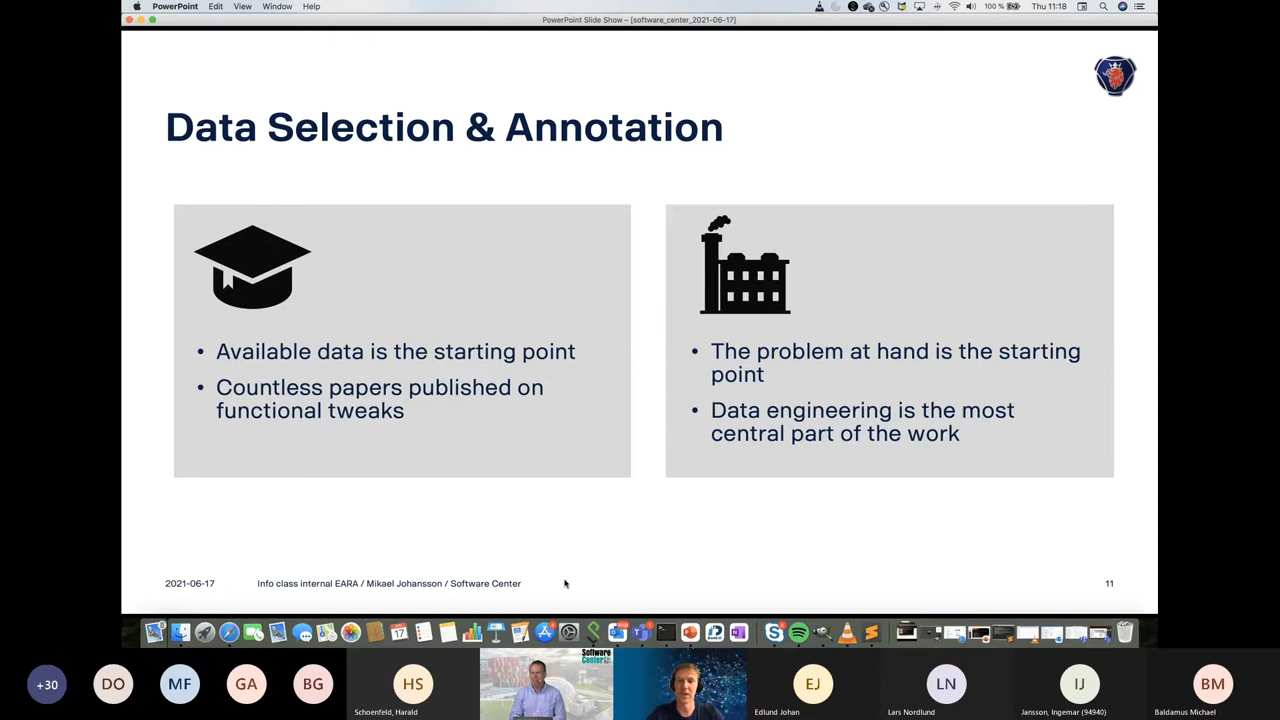 PowerPoint Edit View Window Help
100 % Thu 11:18
PowerPoint Slide Show – [software_center_2021-06-17]
Data Selection & Annotation
• Available data is the starting point
• Countless papers published on
functional tweaks
• The problem at hand is the starting
point
• Data engineering is the most
central part of the work
2021-06-17 Info class internal EARA / Mikael Johansson / Software Center 11
JUN
17
+30 DO MF GA BG HS EJ LN IJ BM
Software
Center
Schoenfeld, Harald Edlund Johan Lars Nordlund Jansson, Ingemar (94940) Baldamus Michael